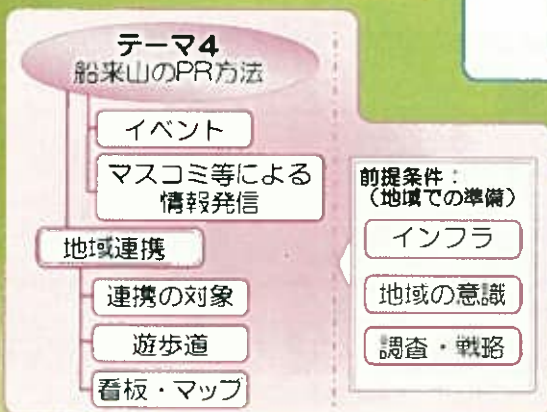 テーマ4
船来山のPR方法
イベント
マスコミ等による
情報発信
地域連携
連携の対象
遊歩道
看板・マップ
前提条件：
（地域での準備）
インフラ
地域の意識
調査・戦略